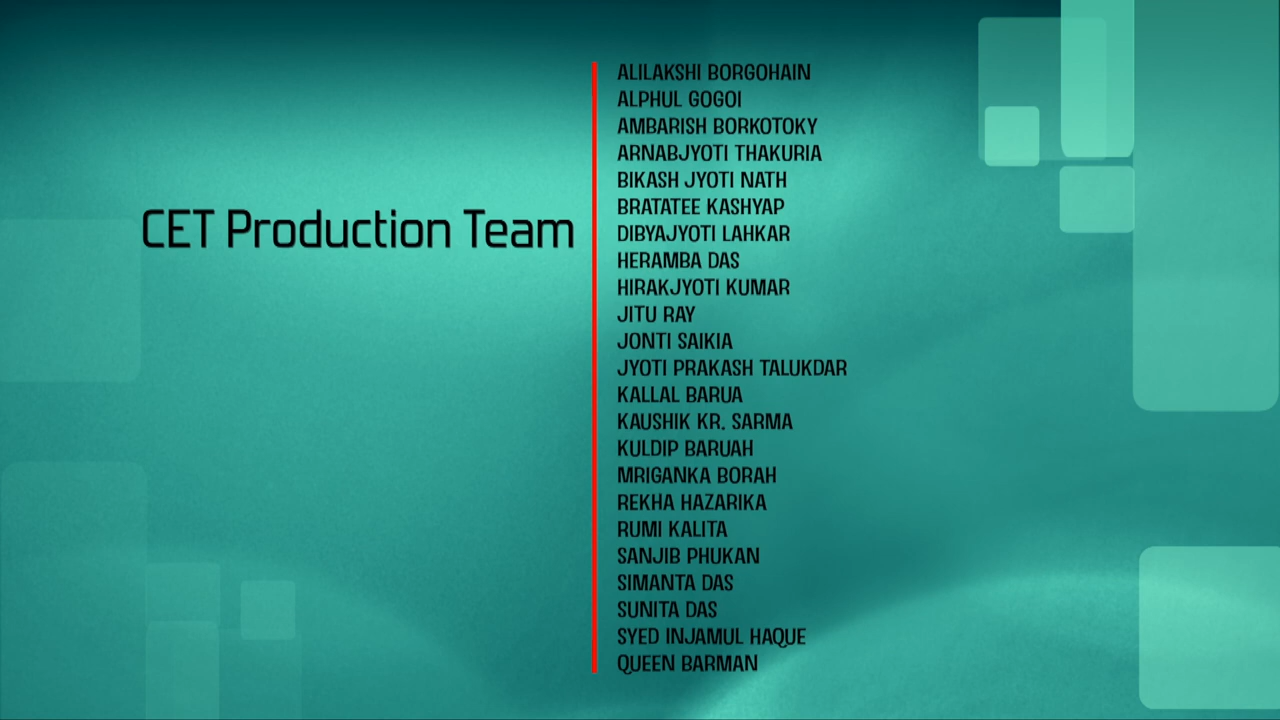 CET Production Team
ALILAKSHI BORGOHAIN
ALPHUL GOGOI
AMBARISH BORKOTOKY
ARNABJYOTI THAKURIA
BIKASH JYOTI NATH
BRATATEE KASHYAP
DIBYAJYOTI LAHKAR
HERAMBA DAS
HIRAKJYOTI KUMAR
JITU RAY
JONTI SAIKIA
JYOTI PRAKASH TALUKDAR
KALLAL BARUA
KAUSHIK KR. SARMA
KULDIP BARUAH
MRIGANKA BORAH
REKHA HAZARIKA
RUMI KALITA
SANJIB PHUKAN
SIMANTA DAS
SUNITA DAS
SYED INJAMUL HAQUE
QUEEN BARMAN